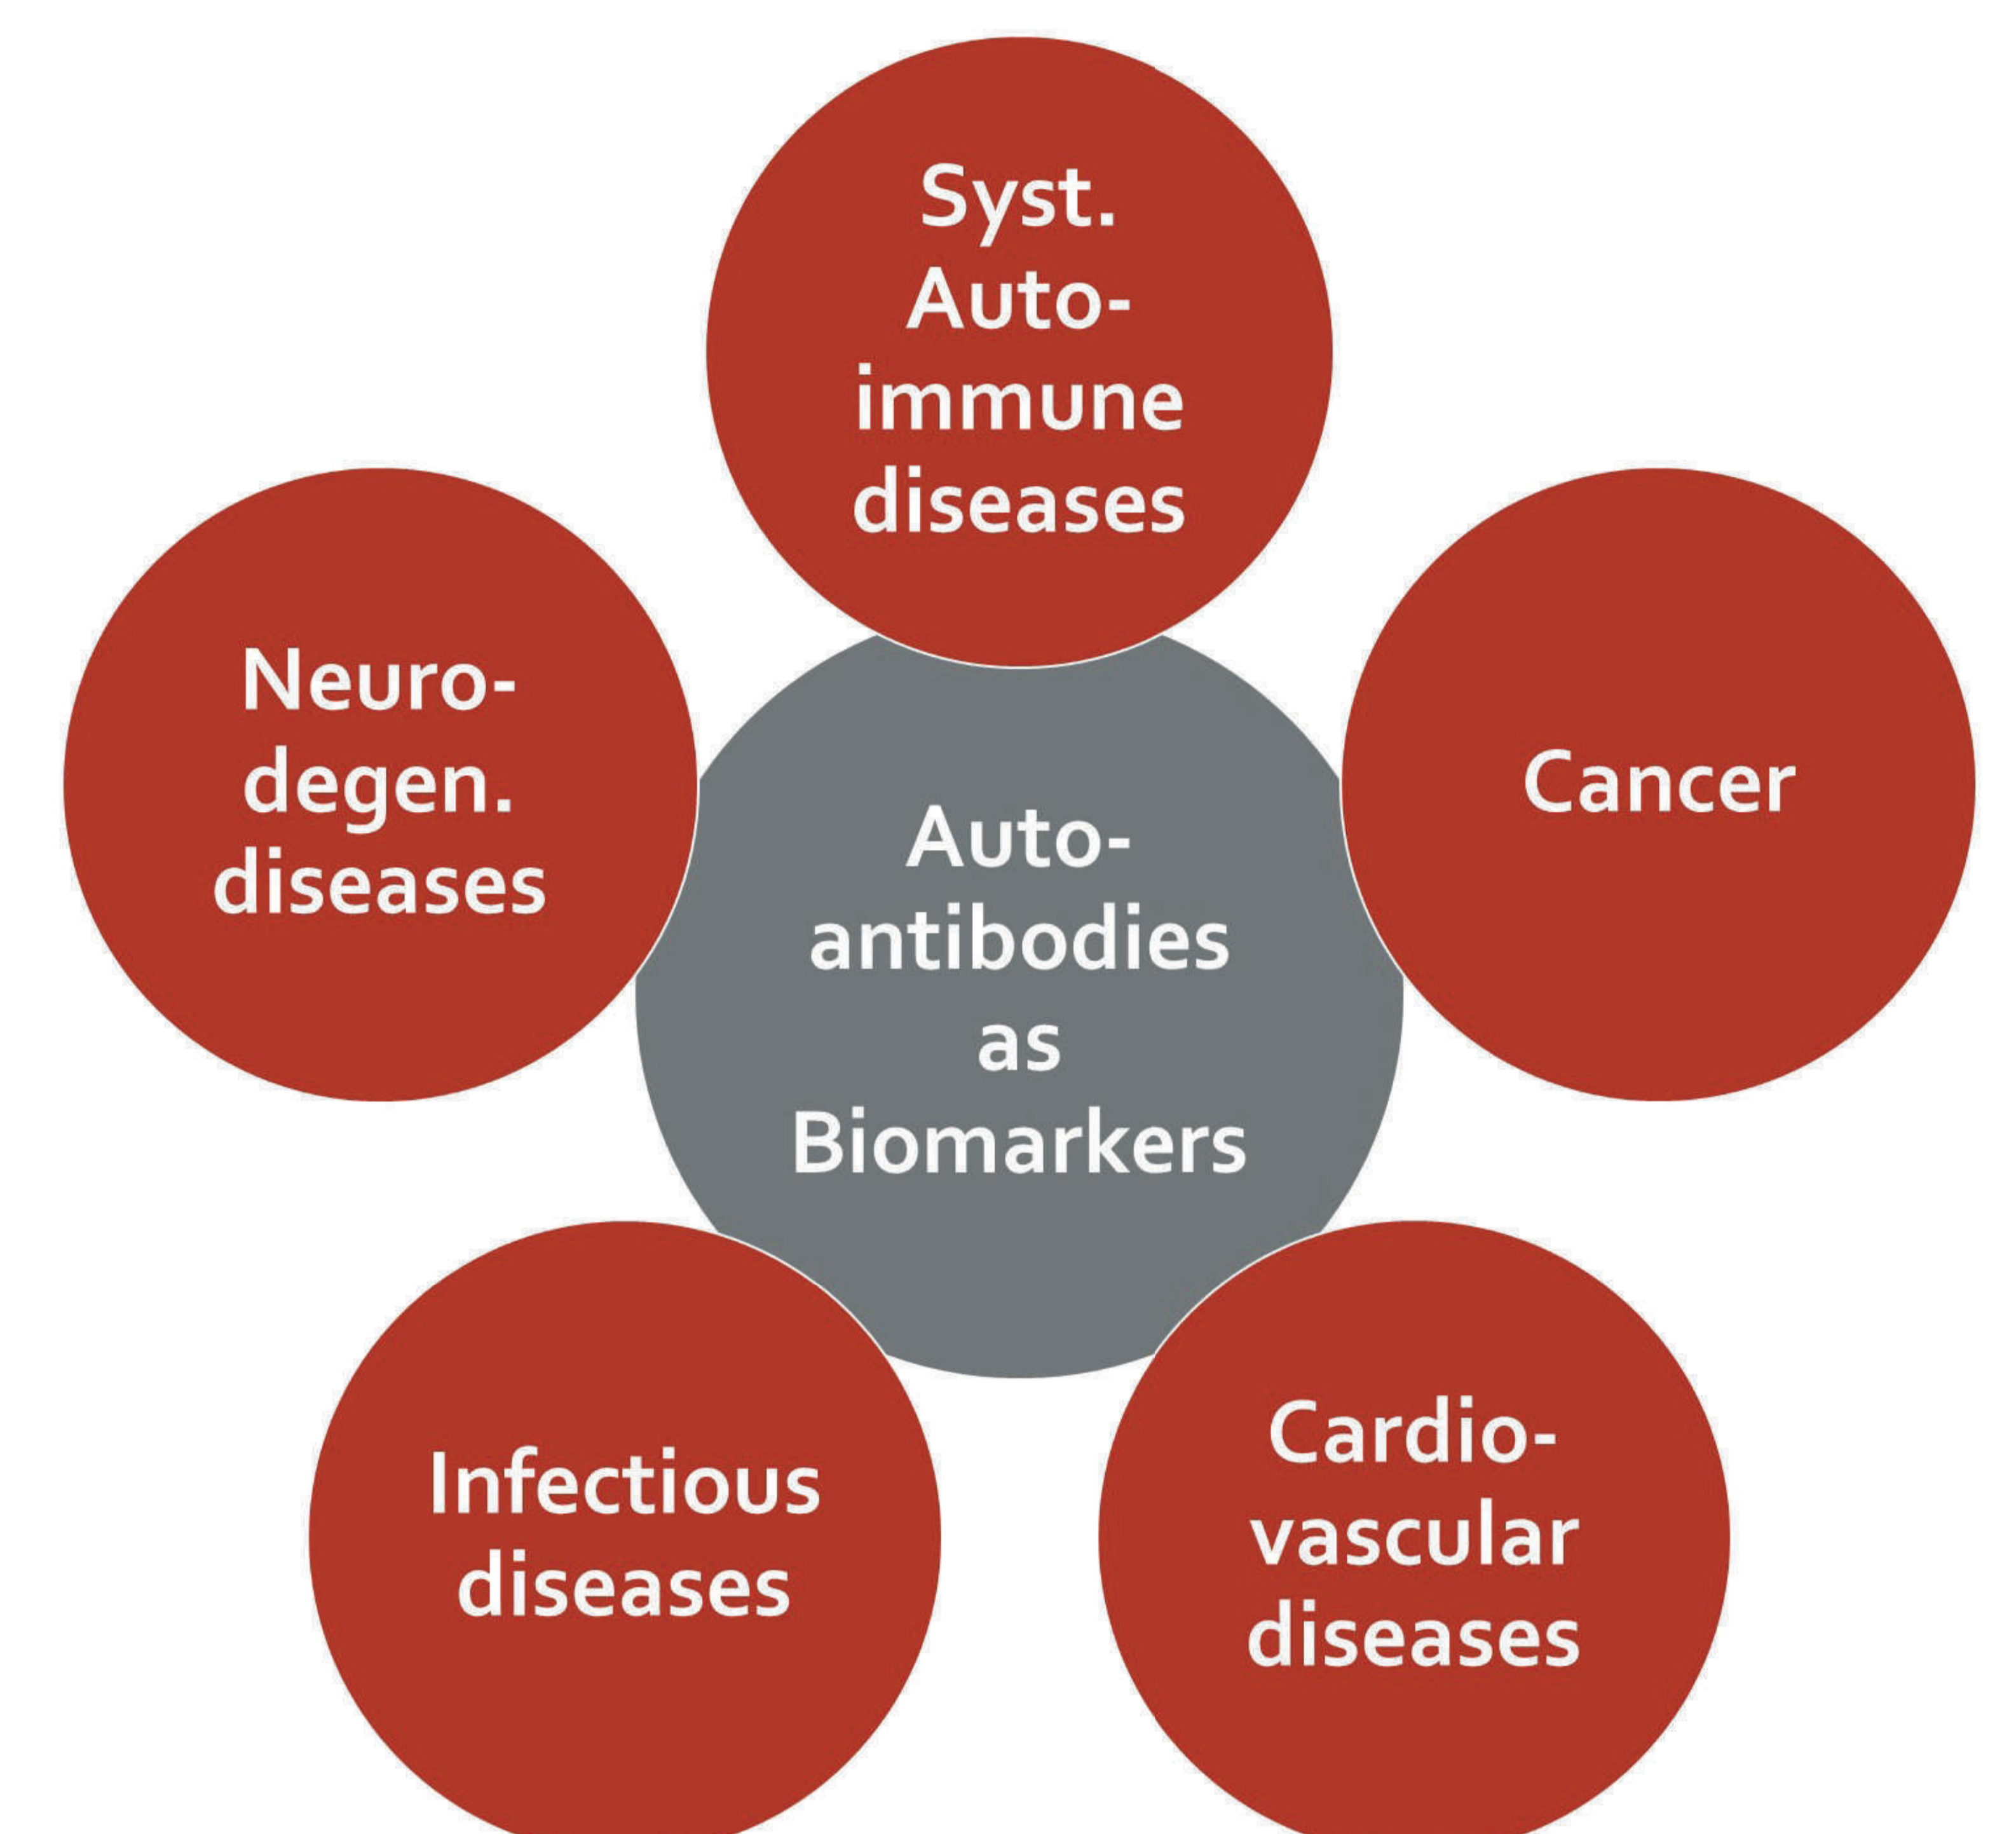 Syst.
Auto-
immune
diseases
Neuro-
degen.
diseases
Cancer
Auto-
antibodies
as
Biomarkers
Infectious
diseases
Cardio-
vascular
diseases